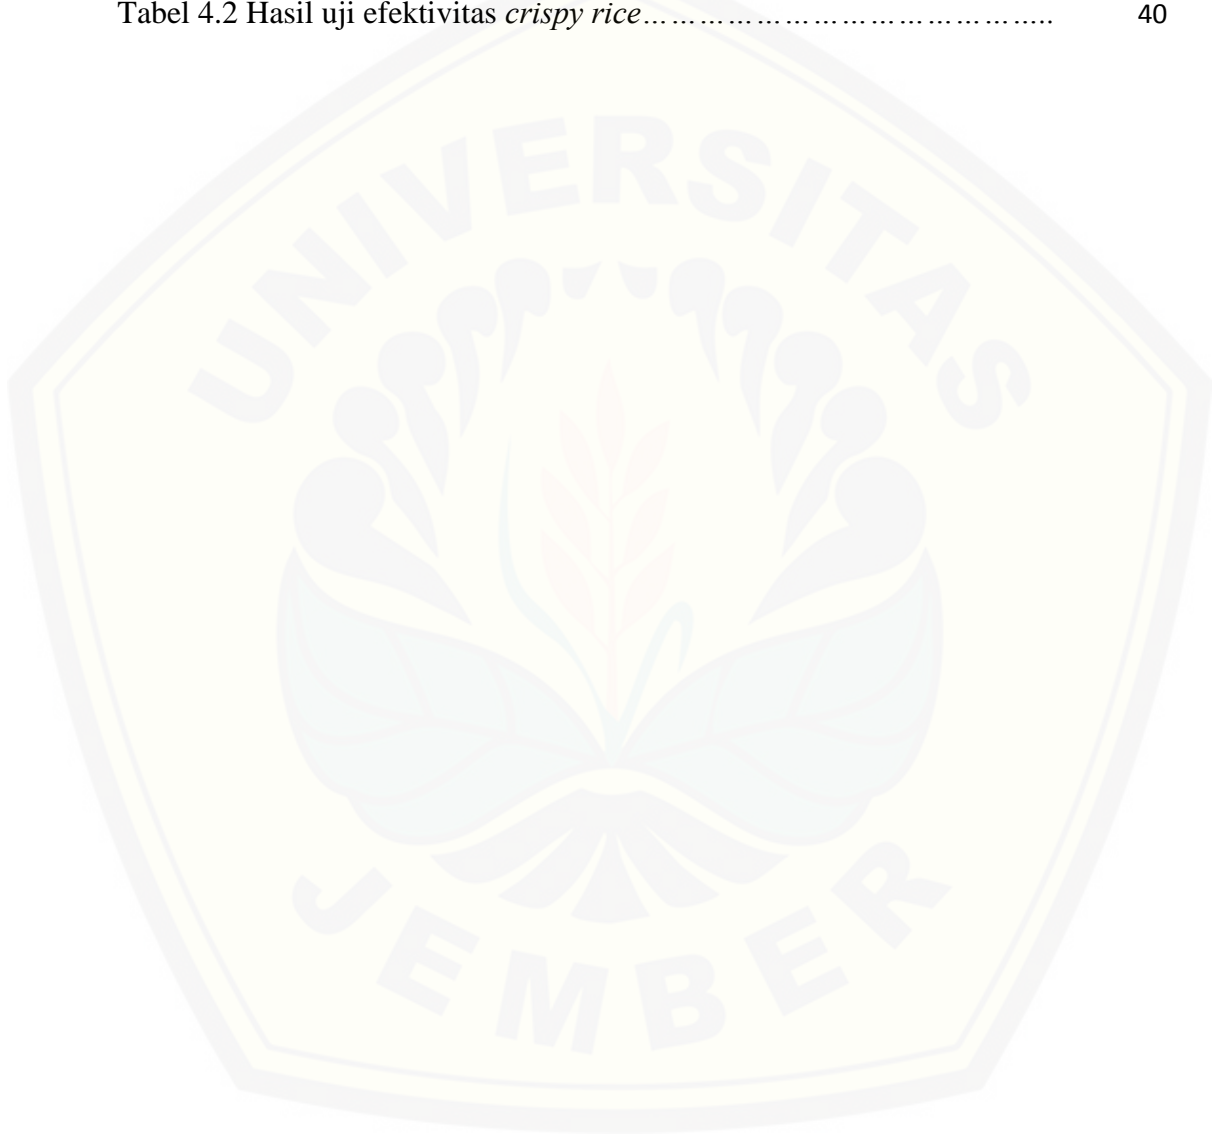 Tabel 4.2 Hasil uji efektivitas crispy rice…………………………………….. 40
UNIVERSITAS
JEMBER